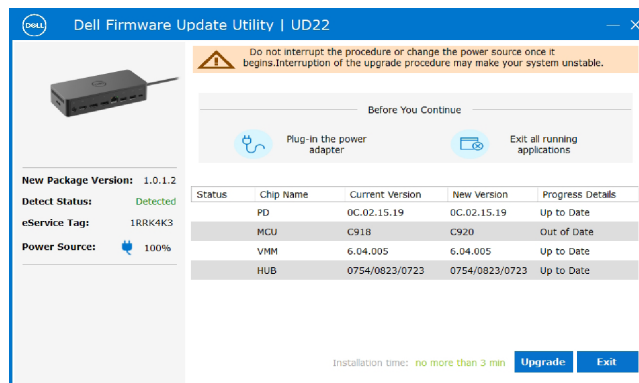 DELL
Dell Firmware Update Utility | UD22
Do not interrupt the procedure or change the power source once it
begins.Interruption of the upgrade procedure may make your system unstable.
Before You Continue
Plug-in the power
adapter
Exit all running
applications
New Package Version: 1.0.1.2
Detect Status: Detected
eService Tag: 1RRK4K3
Power Source: 100%
Status Chip Name Current Version New Version Progress Details
PD 0C.02.15.19 0C.02.15.19 Up to Date
MCU C918 C920 Out of Date
VMM 6.04.005 6.04.005 Up to Date
HUB 0754/0823/0723 0754/0823/0723 Up to Date
Installation time: no more than 3 min Upgrade Exit